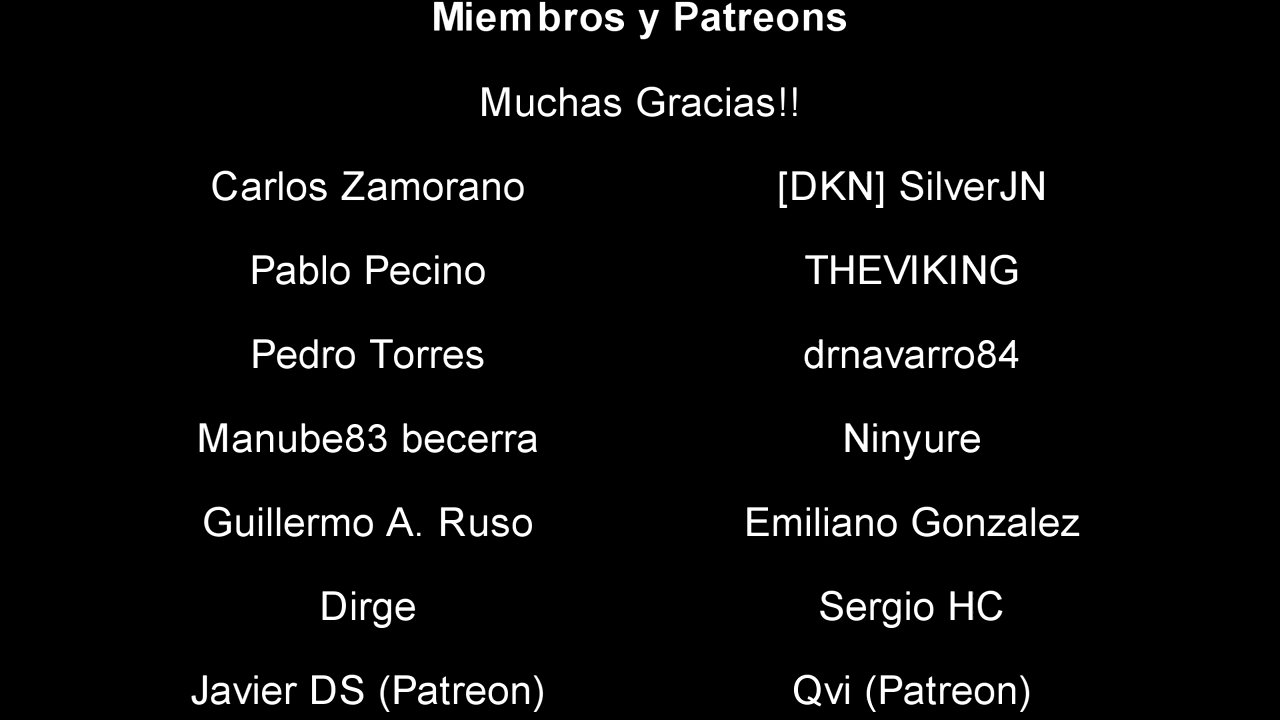 Miembros y Patreons
Muchas Gracias!!
Carlos Zamorano [DKN] SilverJN
Pablo Pecino THEVIKING
Pedro Torres drnavarro84
Manube83 becerra Ninyure
Guillermo A. Ruso Emiliano Gonzalez
Dirge Sergio HC
Javier DS (Patreon) Qvi (Patreon)